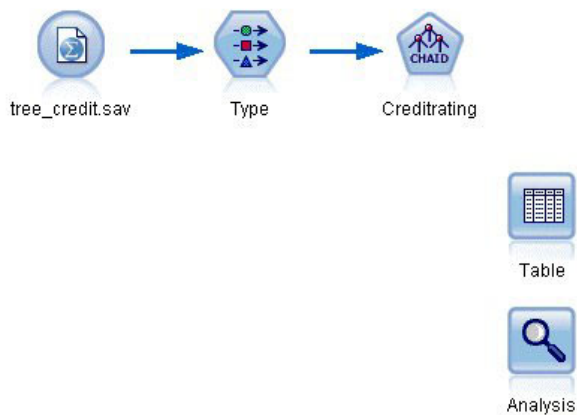 tree_credit.sav
Type
CHAID
Creditrating
Table
Analysis